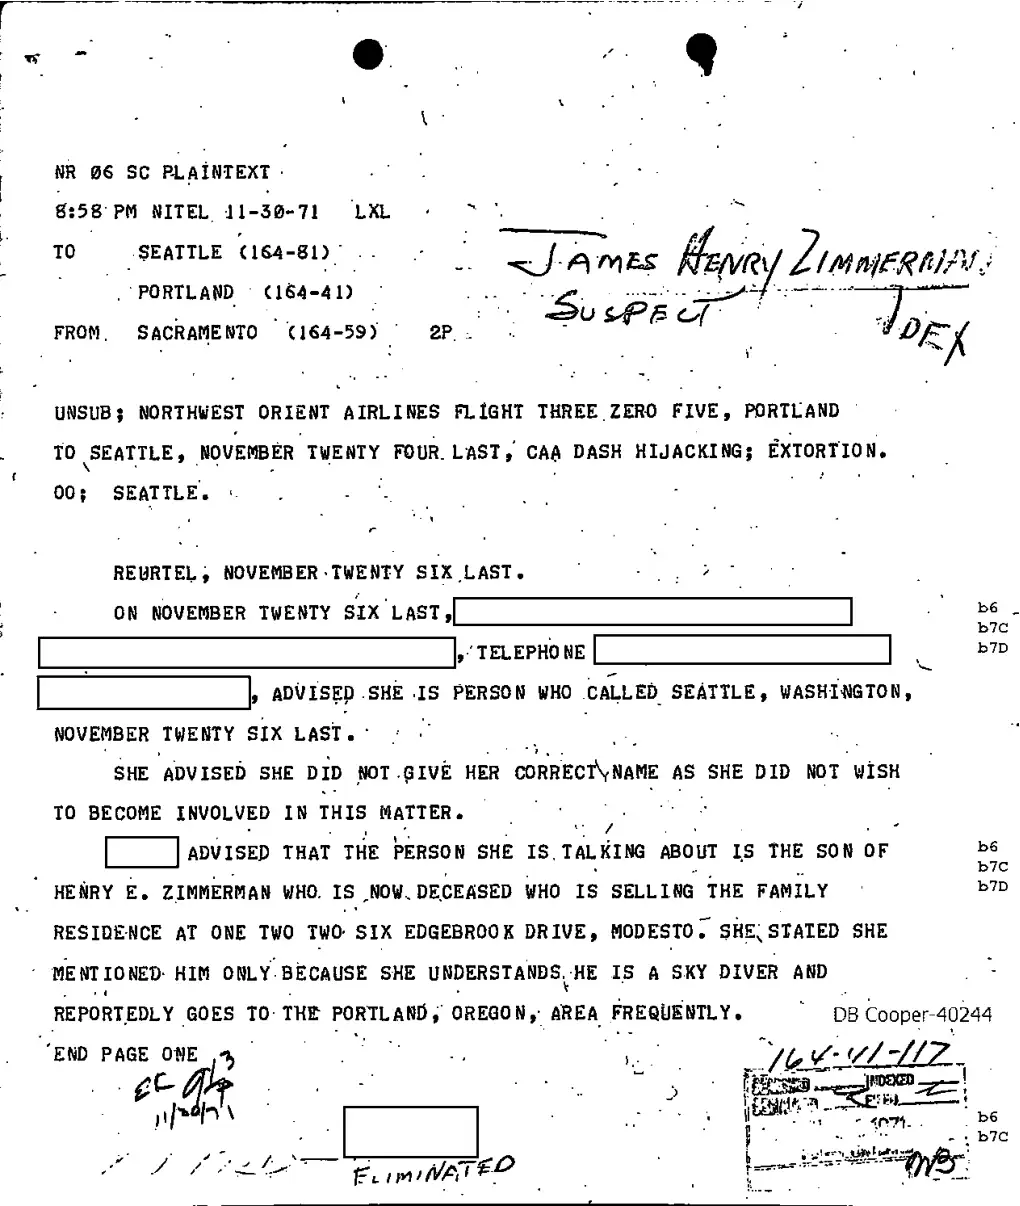 NR 06 SC PLAINTEXT
8:58 PM NITEL 11-30-71 LXL
TO SEATTLE (164-81)
PORTLAND (164-41)
FROM SACRAMENTO (164-59) 2P
JAMES HENRY ZIMMERMAN
SUSPECT
IDEX
UNSUB; NORTHWEST ORIENT AIRLINES FLIGHT THREE ZERO FIVE, PORTLAND
TO SEATTLE, NOVEMBER TWENTY FOUR LAST, CAA DASH HIJACKING; EXTORTION.
OO; SEATTLE.
REURTEL, NOVEMBER TWENTY SIX LAST.
ON NOVEMBER TWENTY SIX LAST,
b6
b7C
, TELEPHONE
b7D
, ADVISED SHE IS PERSON WHO CALLED SEATTLE, WASHINGTON,
NOVEMBER TWENTY SIX LAST.
SHE ADVISED SHE DID NOT GIVE HER CORRECT NAME AS SHE DID NOT WISH
TO BECOME INVOLVED IN THIS MATTER.
ADVISED THAT THE PERSON SHE IS TALKING ABOUT IS THE SON OF
b6
b7C
b7D
HENRY E. ZIMMERMAN WHO IS NOW DECEASED WHO IS SELLING THE FAMILY
RESIDENCE AT ONE TWO TWO SIX EDGEBROOK DRIVE, MODESTO. SHE STATED SHE
MENTIONED HIM ONLY BECAUSE SHE UNDERSTANDS HE IS A SKY DIVER AND
REPORTEDLY GOES TO THE PORTLAND, OREGON, AREA FREQUENTLY.
DB Cooper-40244
END PAGE ONE
164-41-117
INDEXED
b6
b7C
ELIMINATED
MB